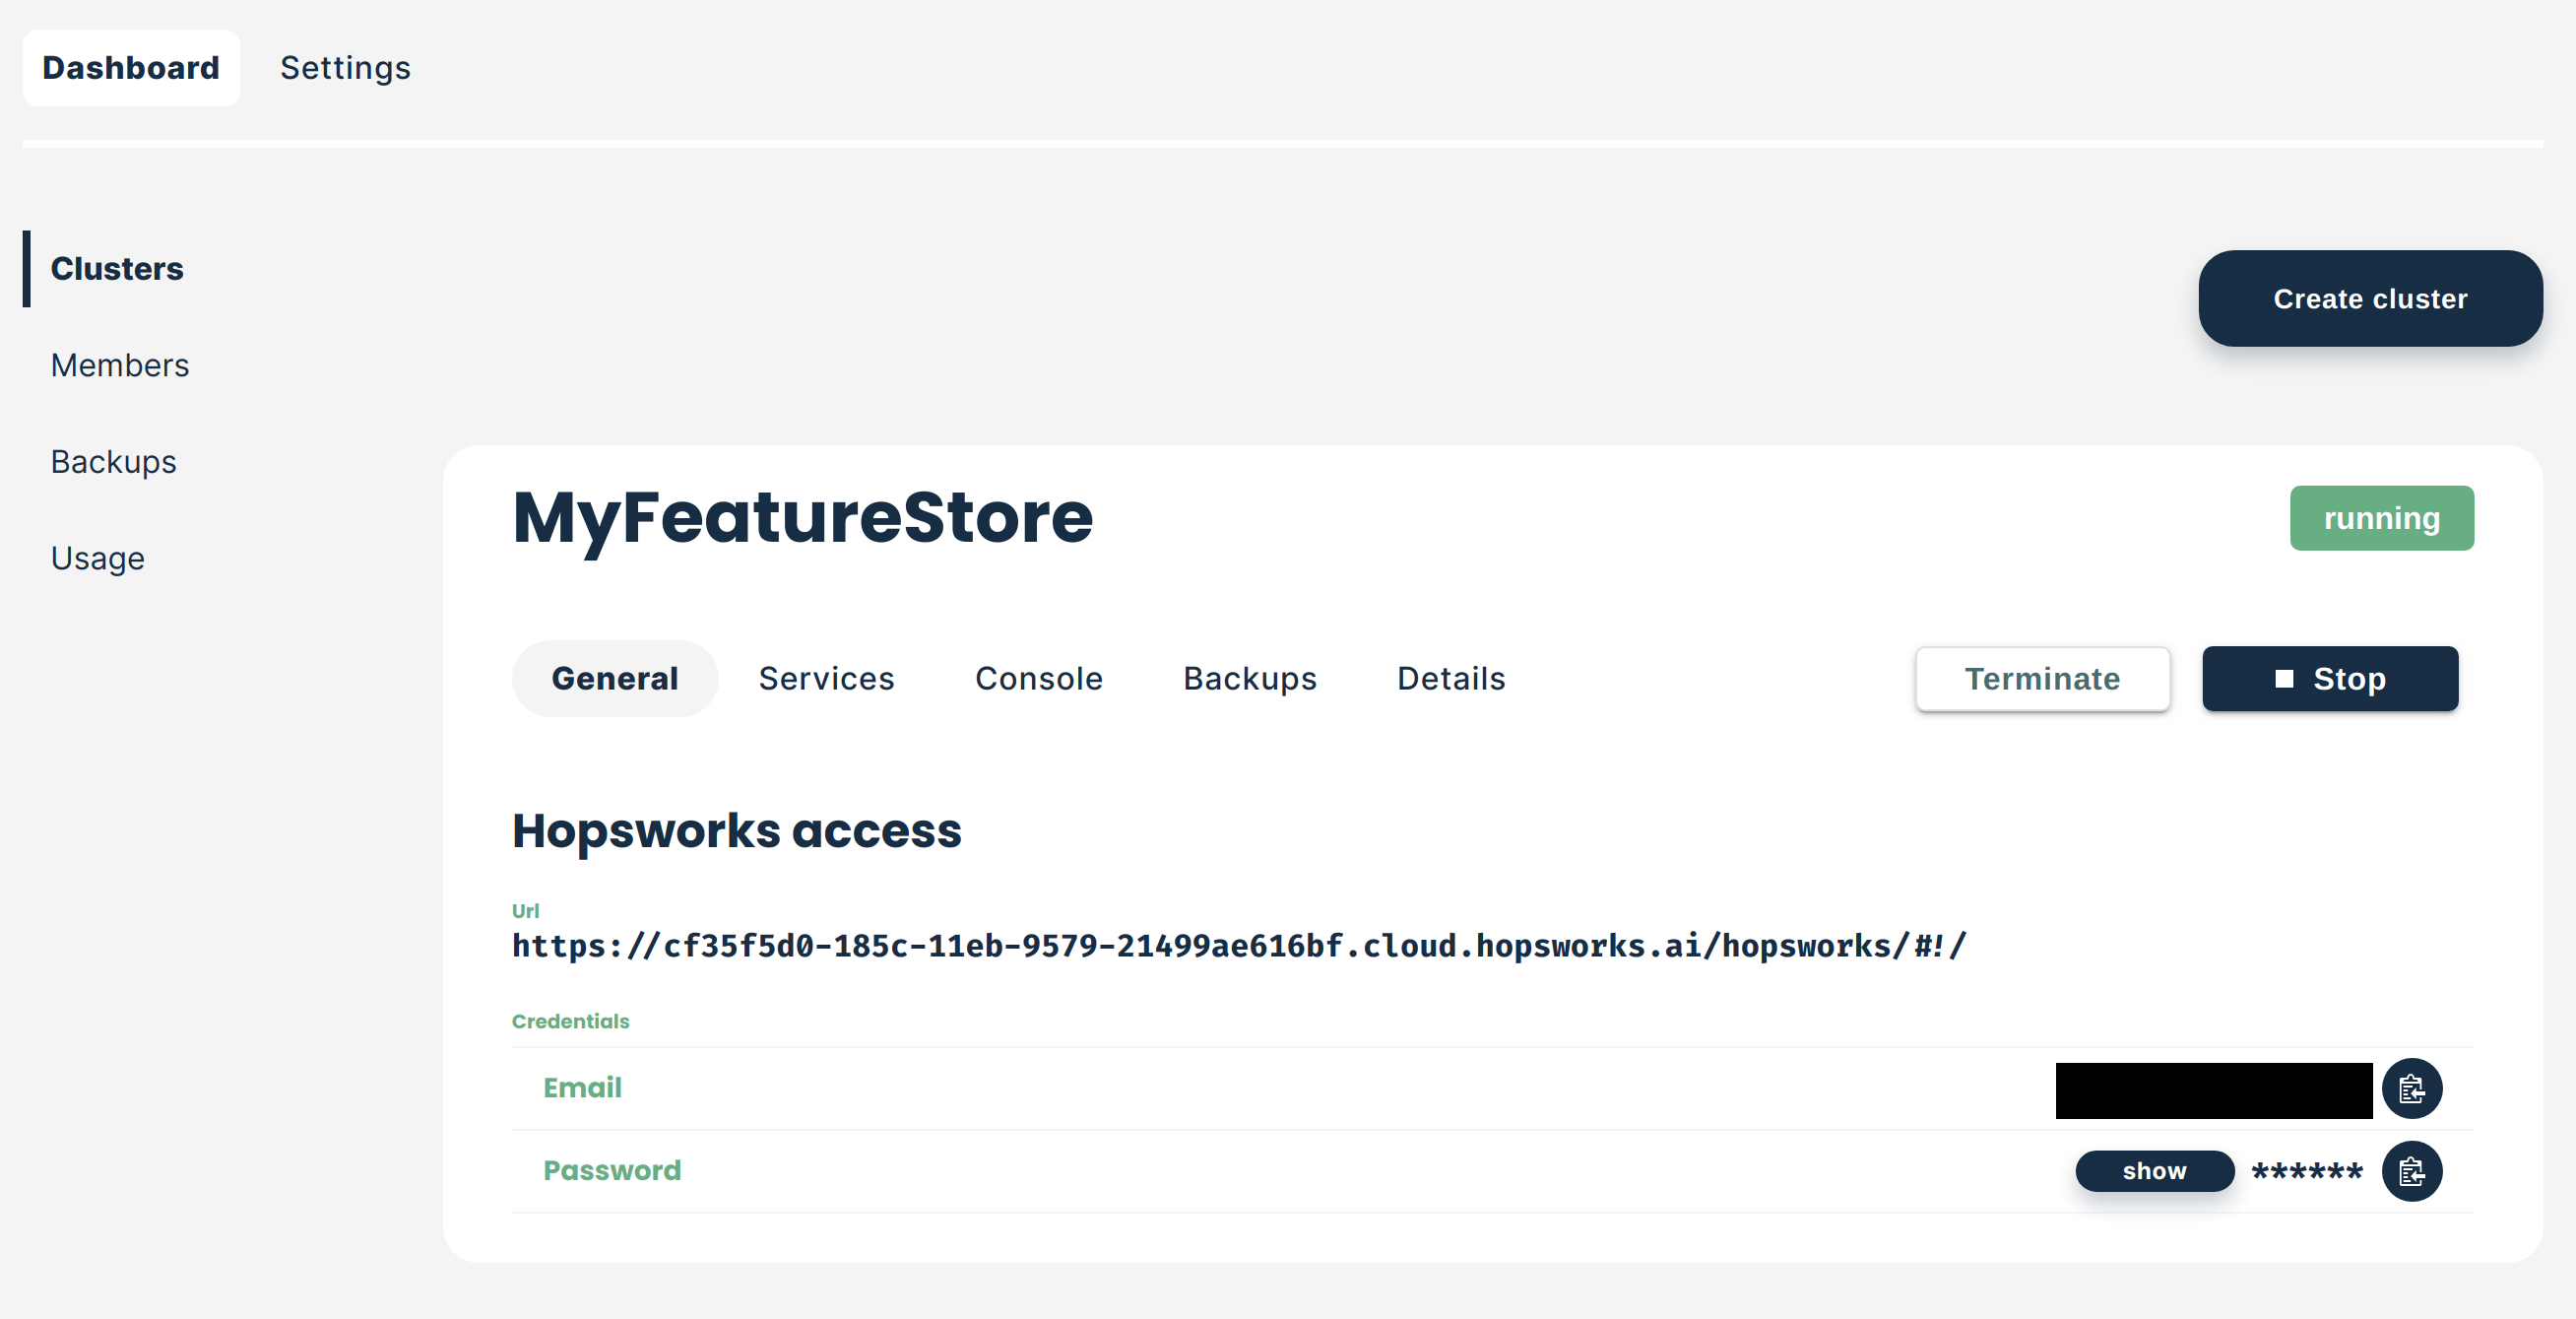 Dashboard Settings
Clusters
Create cluster
Members
Backups
Usage
MyFeatureStore
running
General Services Console Backups Details Terminate Stop
Hopsworks access
Url
https://cf35f5d0-185c-11eb-9579-21499ae616bf.cloud.hopsworks.ai/hopsworks/#!/
Credentials
Email
Password show ******